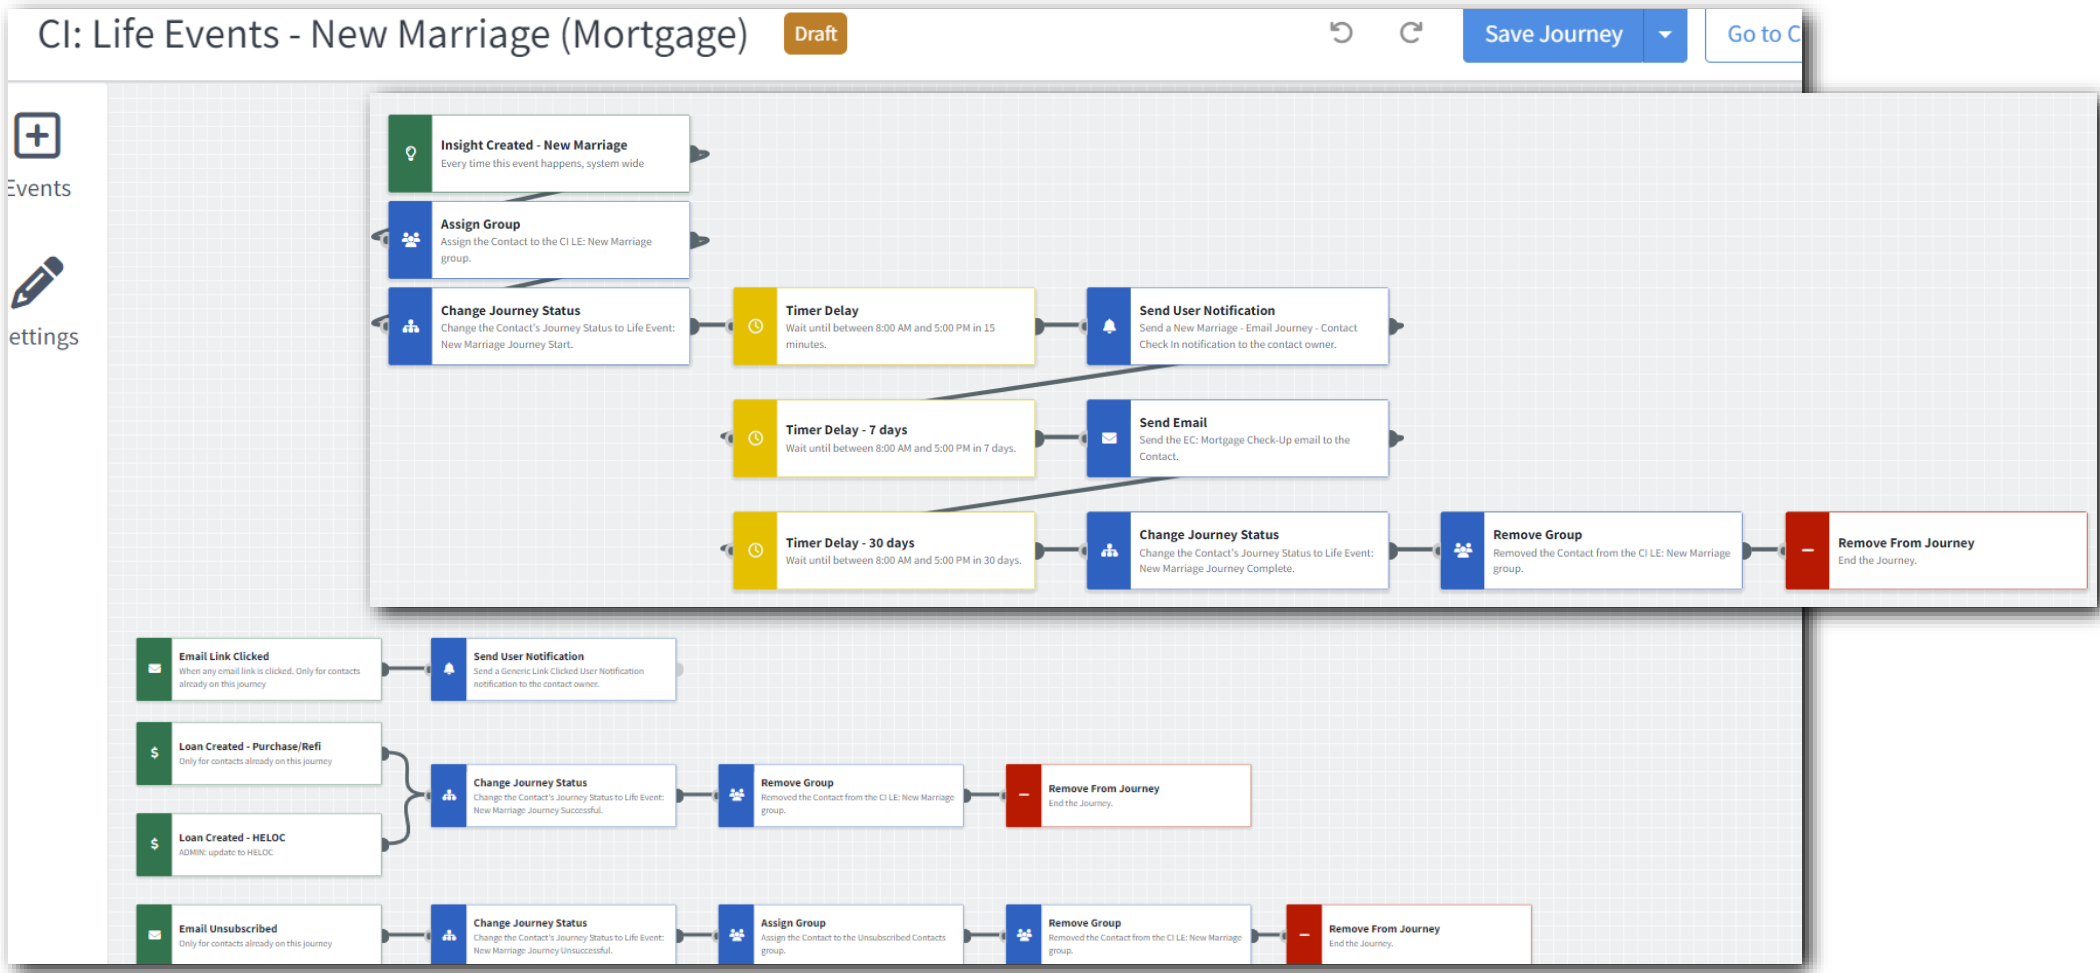 CI: Life Events - New Marriage (Mortgage)
Draft
Save Journey
Go to C
Events
ettings
Insight Created - New Marriage
Every time this event happens, system wide
Assign Group
Assign the Contact to the CI LE: New Marriage
group.
Change Journey Status
Change the Contact's Journey Status to Life Event:
New Marriage Journey Start.
Timer Delay
Wait until between 8:00 AM and 5:00 PM in 15
minutes.
Send User Notification
Send a New Marriage - Email Journey - Contact
Check In notification to the contact owner.
Timer Delay - 7 days
Wait until between 8:00 AM and 5:00 PM in 7 days.
Send Email
Send the EC: Mortgage Check-Up email to the
Contact.
Timer Delay - 30 days
Wait until between 8:00 AM and 5:00 PM in 30 days.
Change Journey Status
Change the Contact's Journey Status to Life Event:
New Marriage Journey Complete.
Remove Group
Removed the Contact from the CI LE: New Marriage
group.
Remove From Journey
End the Journey.
Email Link Clicked
When any email link is clicked. Only for contacts
already on this journey
Send User Notification
Send a Generic Link Clicked User Notification
notification to the contact owner.
Loan Created - Purchase/Refi
Only for contacts already on this journey
Loan Created - HELOC
ADMIN: update to HELOC
Change Journey Status
Change the Contact's Journey Status to Life Event:
New Marriage Journey Successful.
Remove Group
Removed the Contact from the CI LE: New Marriage
group.
Remove From Journey
End the Journey.
Email Unsubscribed
Only for contacts already on this journey
Change Journey Status
Change the Contact's Journey Status to Life Event:
New Marriage Journey Unsuccessful.
Assign Group
Assign the Contact to the Unsubscribed Contacts
group.
Remove Group
Removed the Contact from the CI LE: New Marriage
group.
Remove From Journey
End the Journey.